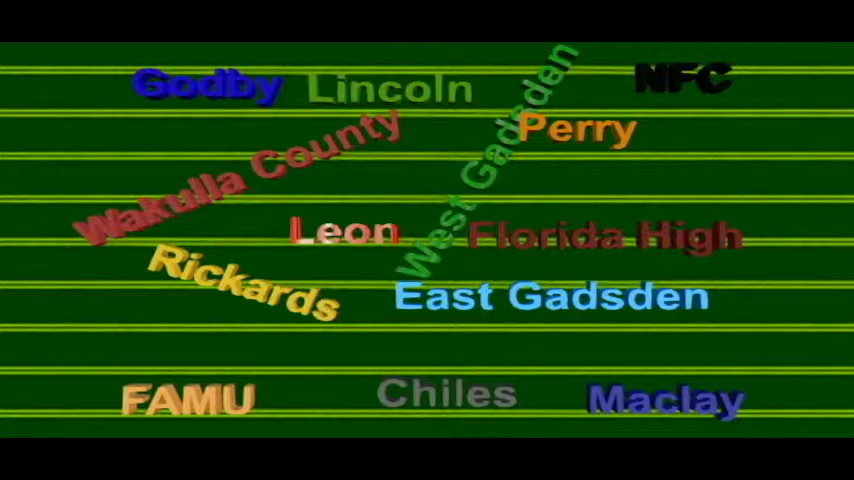 Godby
Lincoln
NFC
Perry
Wakulla County
West Gadsden
Leon
Florida High
Rickards
East Gadsden
FAMU
Chiles
Maclay